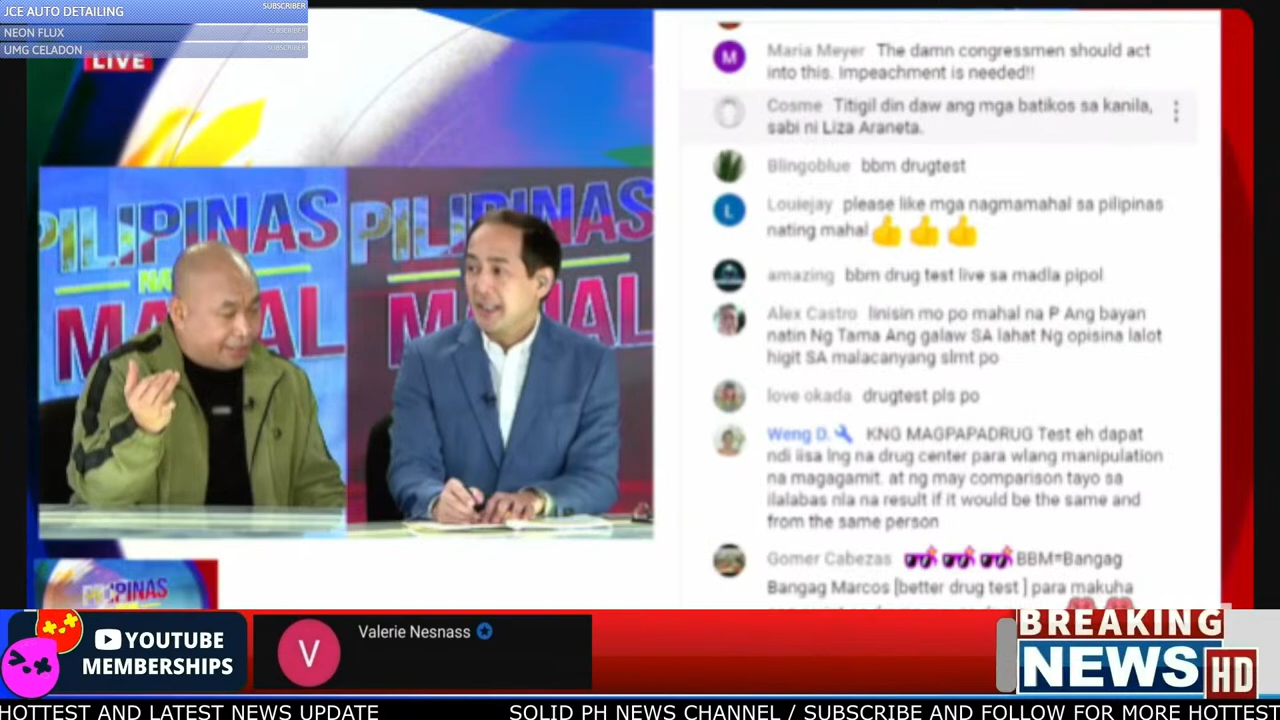 JCE AUTO DETAILING
SUBSCRIBER
NEON FLUX
SUBSCRIBER
UMG CELADON
SUBSCRIBER
LIVE
PILIPINAS
MAHAL
PILIPINAS
MAHAL
Maria Meyer The damn congressmen should act
into this. Impeachment is needed!!
Cosme Titigil din daw ang mga batikos sa kanila,
sabi ni Liza Araneta.
Blingoblue bbm drugtest
Louiejay please like mga nagmamahal sa pilipinas
nating mahal👍👍👍
amazing bbm drug test live sa madla pipol
Alex Castro linisin mo po mahal na P Ang bayan
natin Ng Tama Ang galaw SA lahat Ng opisina lalot
higit SA malacanyang slmt po
love okada drugtest pls po
Weng D. KNG MAGPAPADRUG Test eh dapat
ndi iisa lng na drug center para wlang manipulation
na magagamit. at ng may comparison tayo sa
ilalabas nla na result if it would be the same and
from the same person
Gomer Cabezas BBM=Bangag
Bangag Marcos [better drug test ] para makuha
PILIPINAS
YOUTUBE
MEMBERSHIPS
V
Valerie Nesnass
BREAKING
NEWS HD
HOTTEST AND LATEST NEWS UPDATE
SOLID PH NEWS CHANNEL / SUBSCRIBE AND FOLLOW FOR MORE HOTTEST